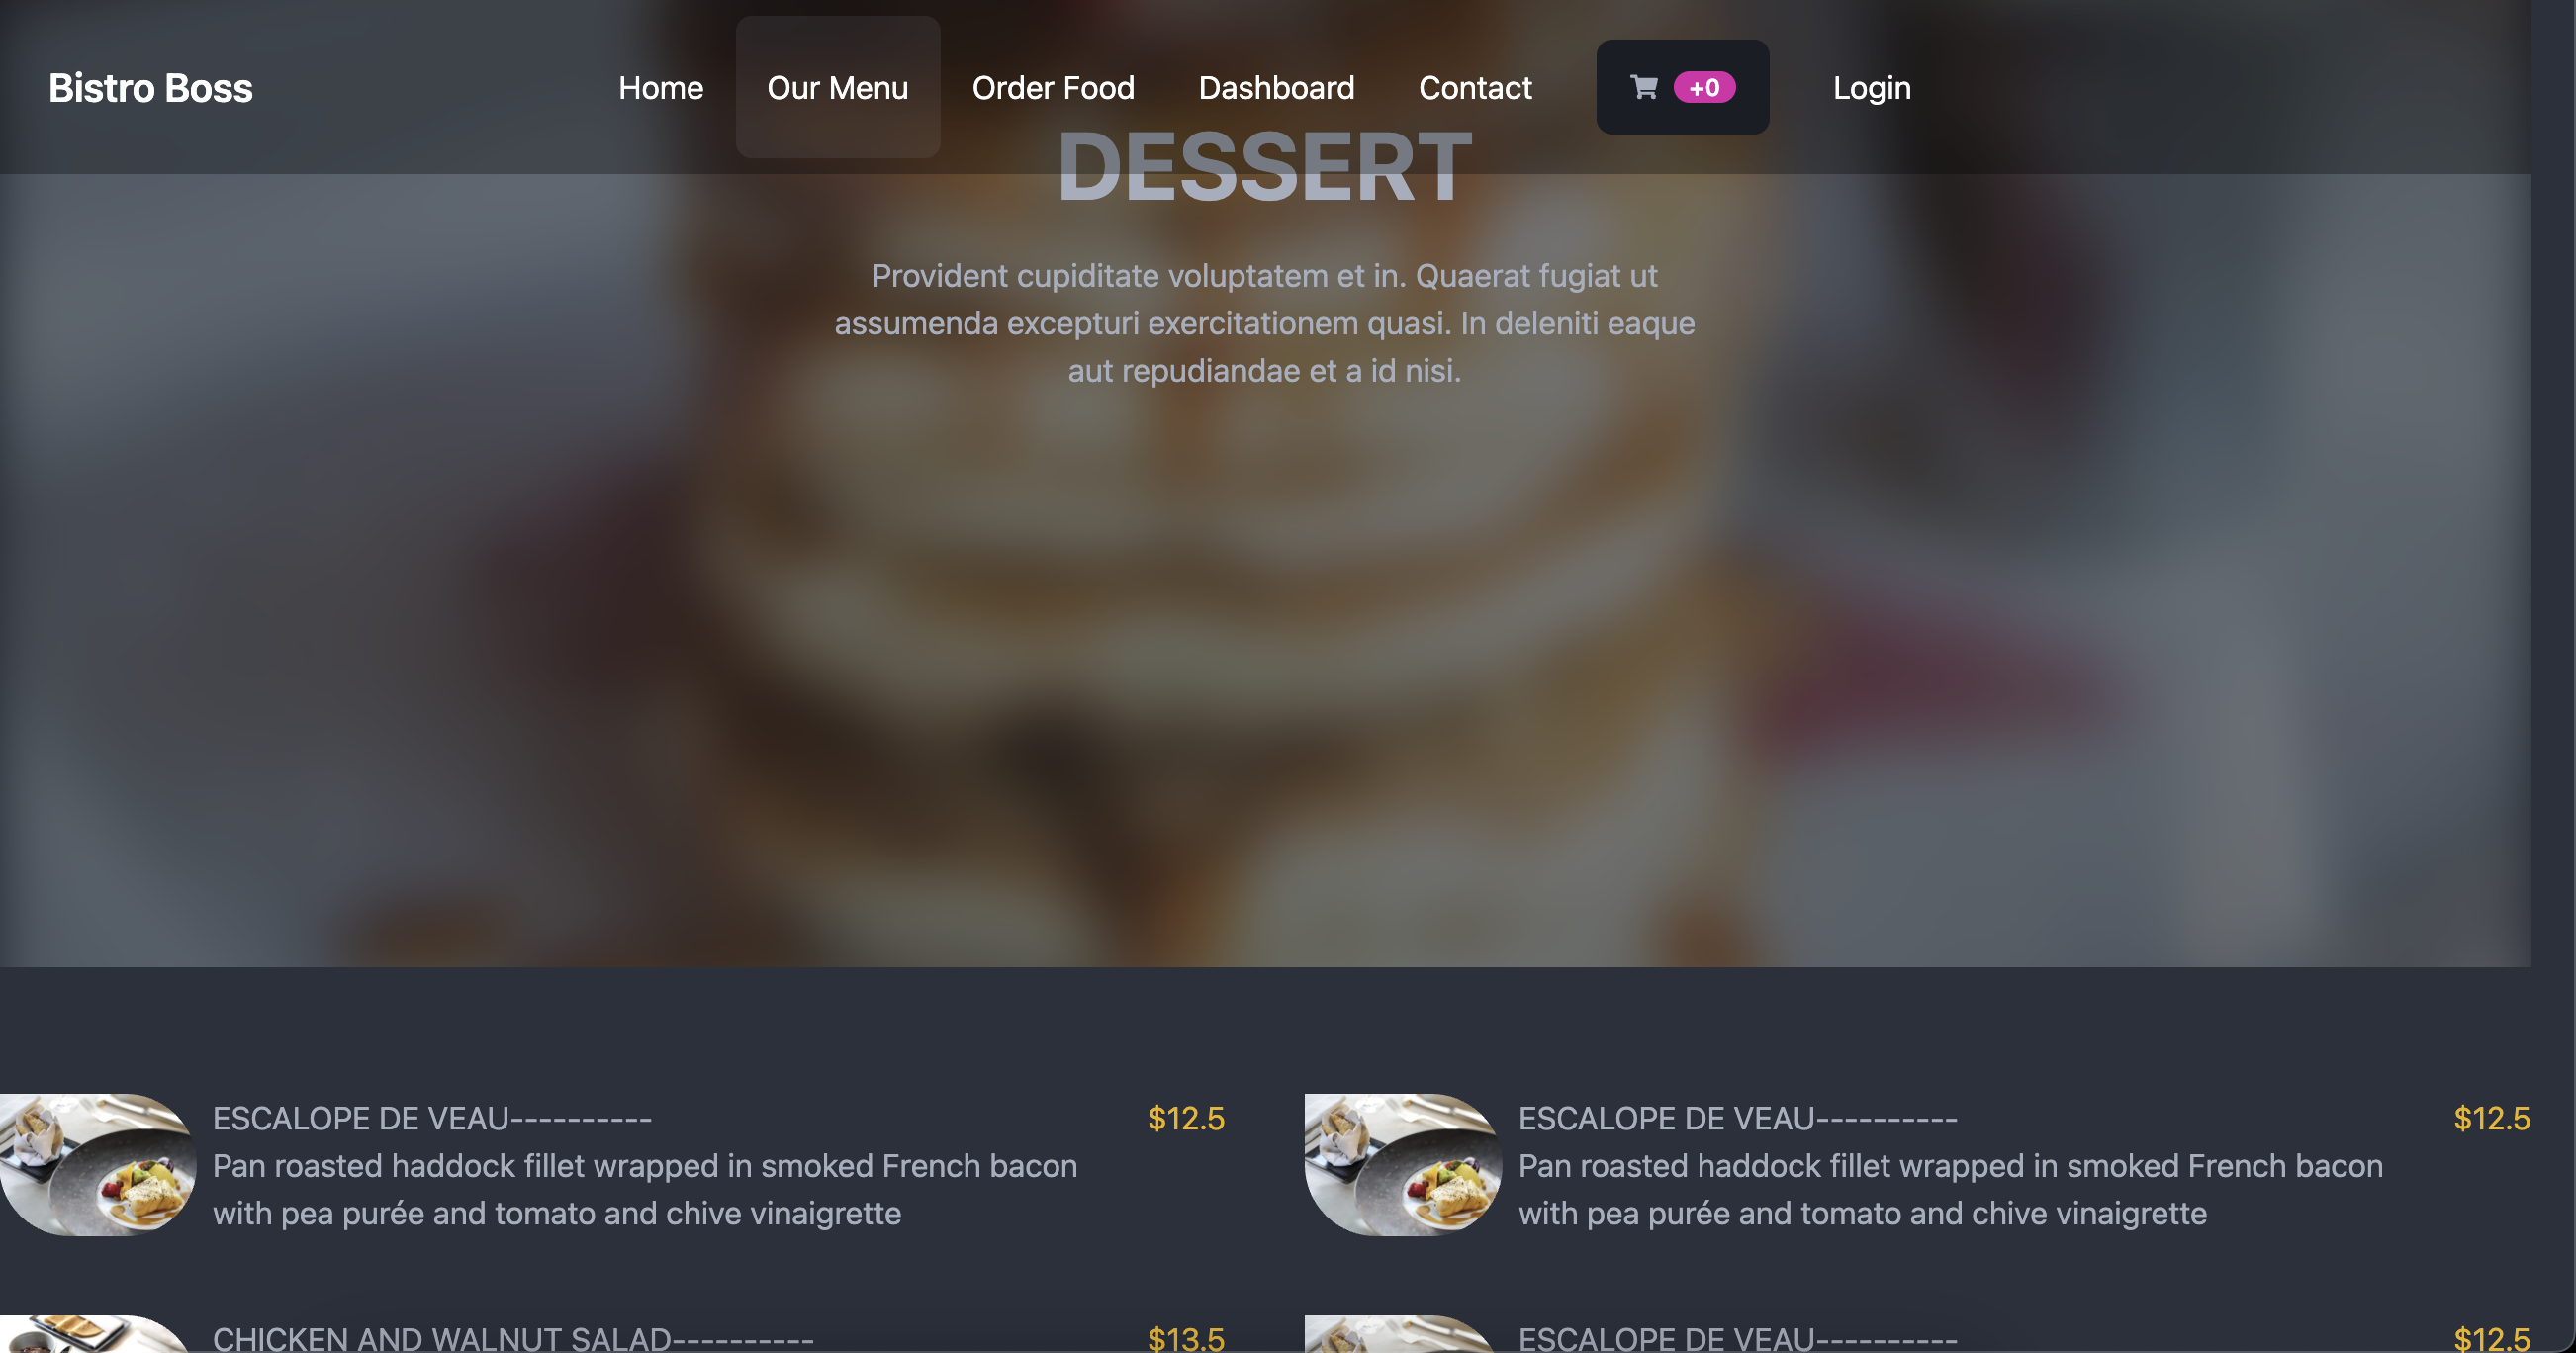 Bistro Boss
Home Our Menu Order Food Dashboard Contact +0 Login
DESSERT
Provident cupiditate voluptatem et in. Quaerat fugiat ut
assumenda excepturi exercitationem quasi. In deleniti eaque
aut repudiandae et a id nisi.
ESCALOPE DE VEAU---------- $12.5
Pan roasted haddock fillet wrapped in smoked French bacon
with pea purée and tomato and chive vinaigrette
ESCALOPE DE VEAU---------- $12.5
Pan roasted haddock fillet wrapped in smoked French bacon
with pea purée and tomato and chive vinaigrette
CHICKEN AND WALNUT SALAD---------- $13.5
ESCALOPE DE VEAU---------- $12.5